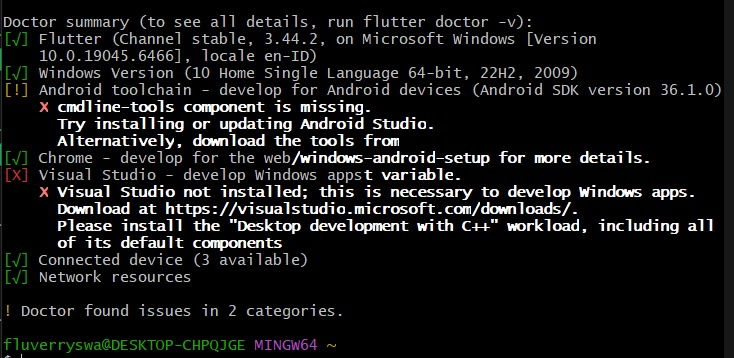 Doctor summary (to see all details, run flutter doctor -v):
[√] Flutter (Channel stable, 3.44.2, on Microsoft Windows [Version
10.0.19045.6466], locale en-ID)
[√] Windows Version (10 Home Single Language 64-bit, 22H2, 2009)
[!] Android toolchain - develop for Android devices (Android SDK version 36.1.0)
X cmdline-tools component is missing.
Try installing or updating Android Studio.
Alternatively, download the tools from
[√] Chrome - develop for the web/windows-android-setup for more details.
[X] Visual Studio - develop Windows appst variable.
X Visual Studio not installed; this is necessary to develop Windows apps.
Download at https://visualstudio.microsoft.com/downloads/.
Please install the "Desktop development with C++" workload, including all
of its default components
[√] Connected device (3 available)
[√] Network resources
! Doctor found issues in 2 categories.
fluverryswa@DESKTOP-CHPQJGE MINGW64 ~
$